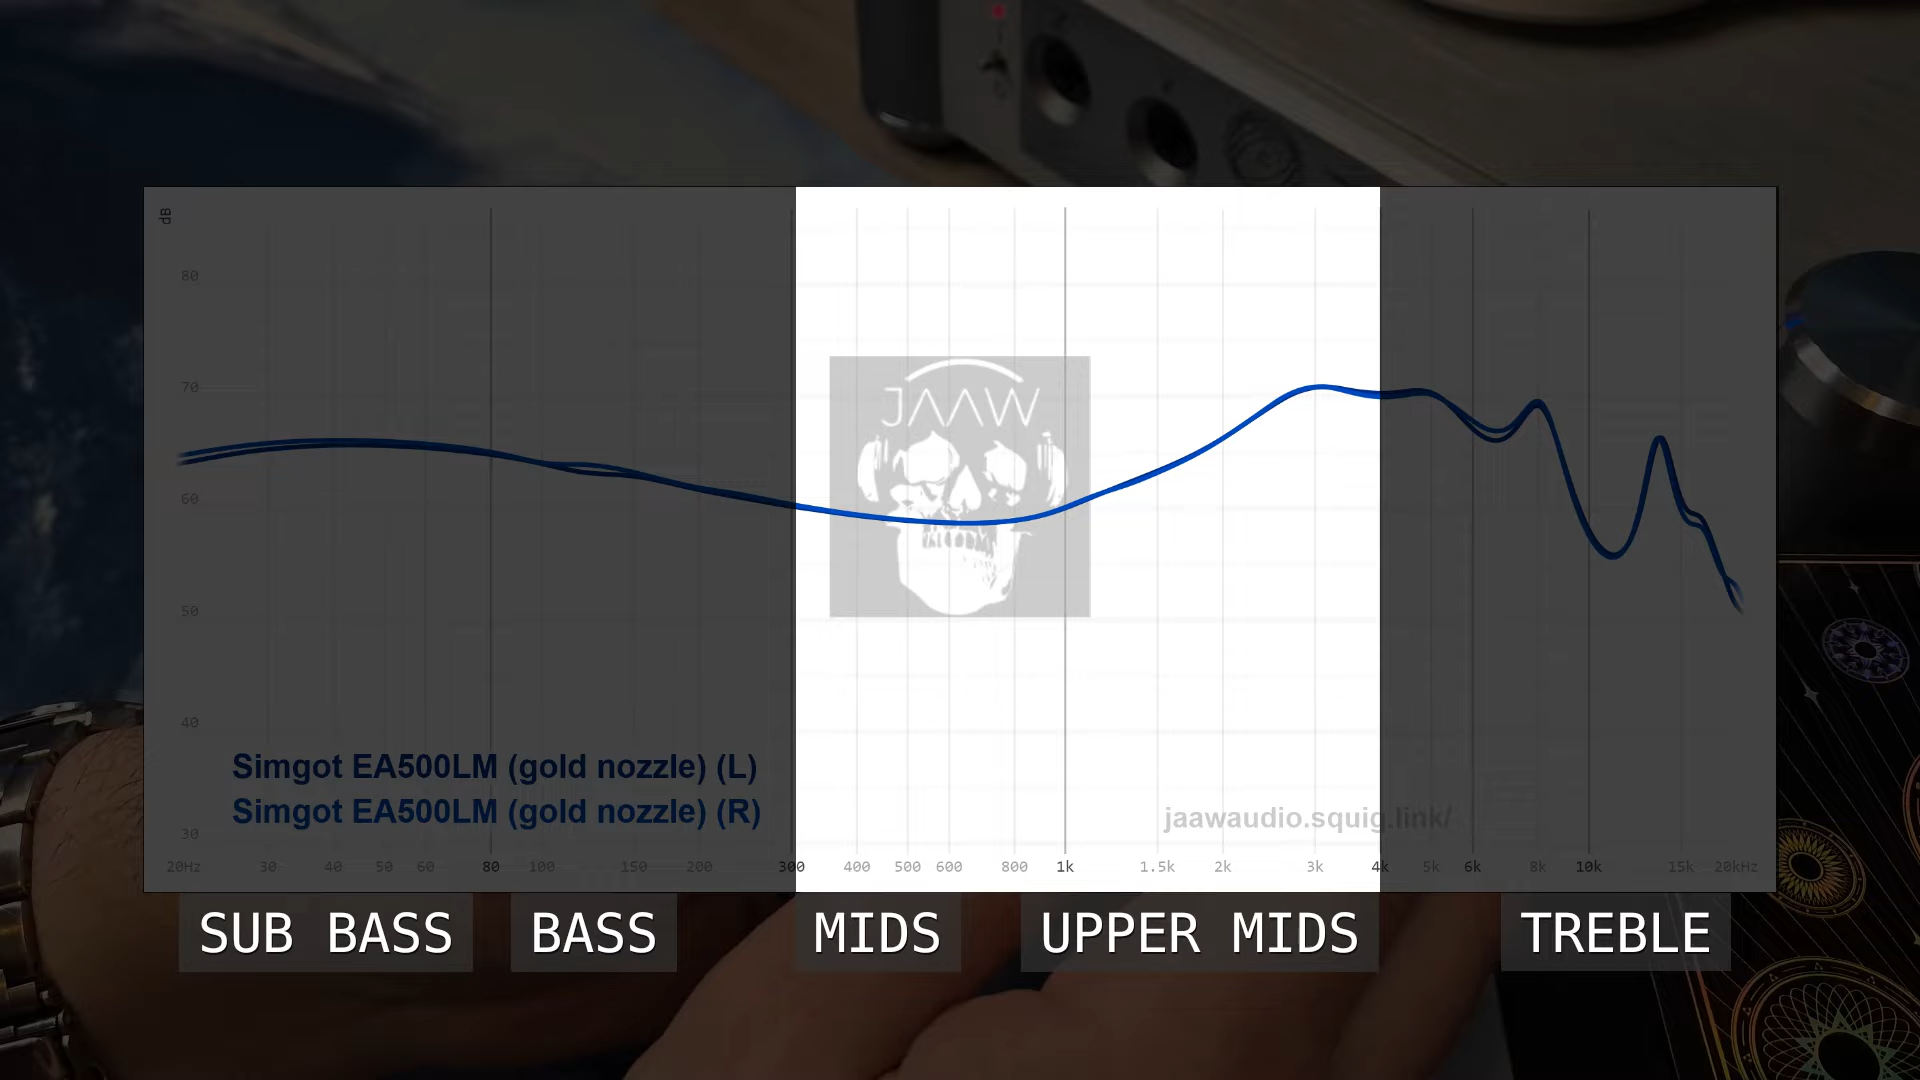 dB
80
70
60
50
40
30
JAAW
Simgot EA500LM (gold nozzle) (L)
Simgot EA500LM (gold nozzle) (R)
jaawaudio.squig.link/
20Hz 30 40 50 60 80 100 150 200 300 400 500 600 800 1k 1.5k 2k 3k 4k 5k 6k 8k 10k 15k 20kHz
SUB BASS BASS MIDS UPPER MIDS TREBLE